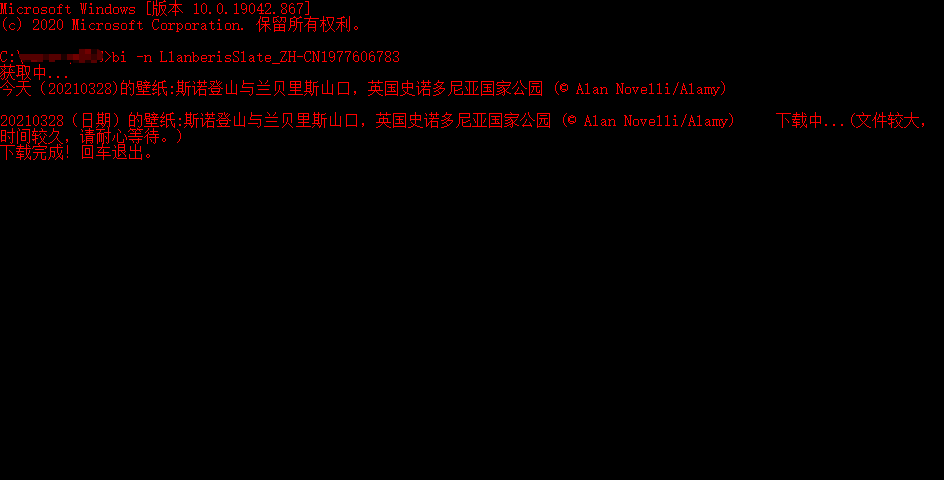 Microsoft Windows [版本 10.0.19042.867]
(c) 2020 Microsoft Corporation. 保留所有权利。
C:\>bi -n LlanberisSlate_ZH-CN1977606783
获取中...
今天 (20210328)的壁纸:斯诺登山与兰贝里斯山口，英国史诺多尼亚国家公园 (© Alan Novelli/Alamy)
20210328（日期）的壁纸:斯诺登山与兰贝里斯山口，英国史诺多尼亚国家公园 (© Alan Novelli/Alamy) 下载中...(文件较大，
时间较久，请耐心等待。)
下载完成！回车退出。